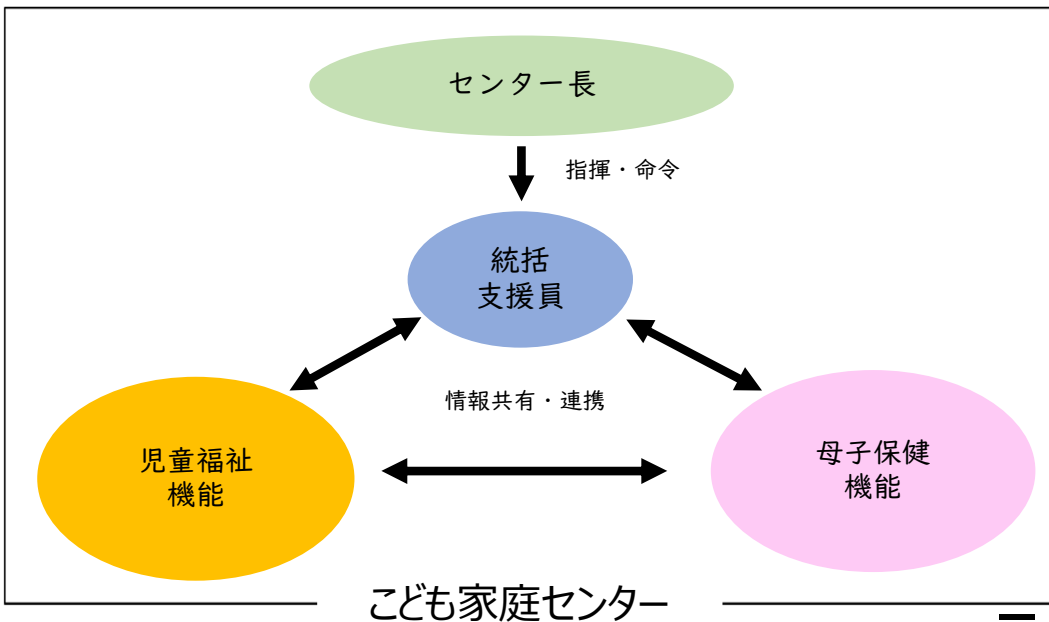 センター長
指揮・命令
統括
支援員
情報共有・連携
児童福祉
機能
母子保健
機能
こども家庭センター